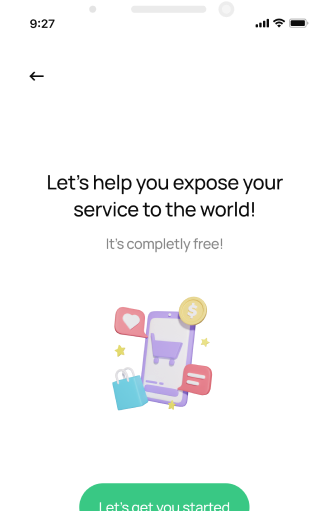 9:27
Let's help you expose your
service to the world!
It's completly free!
$
Let's get you started